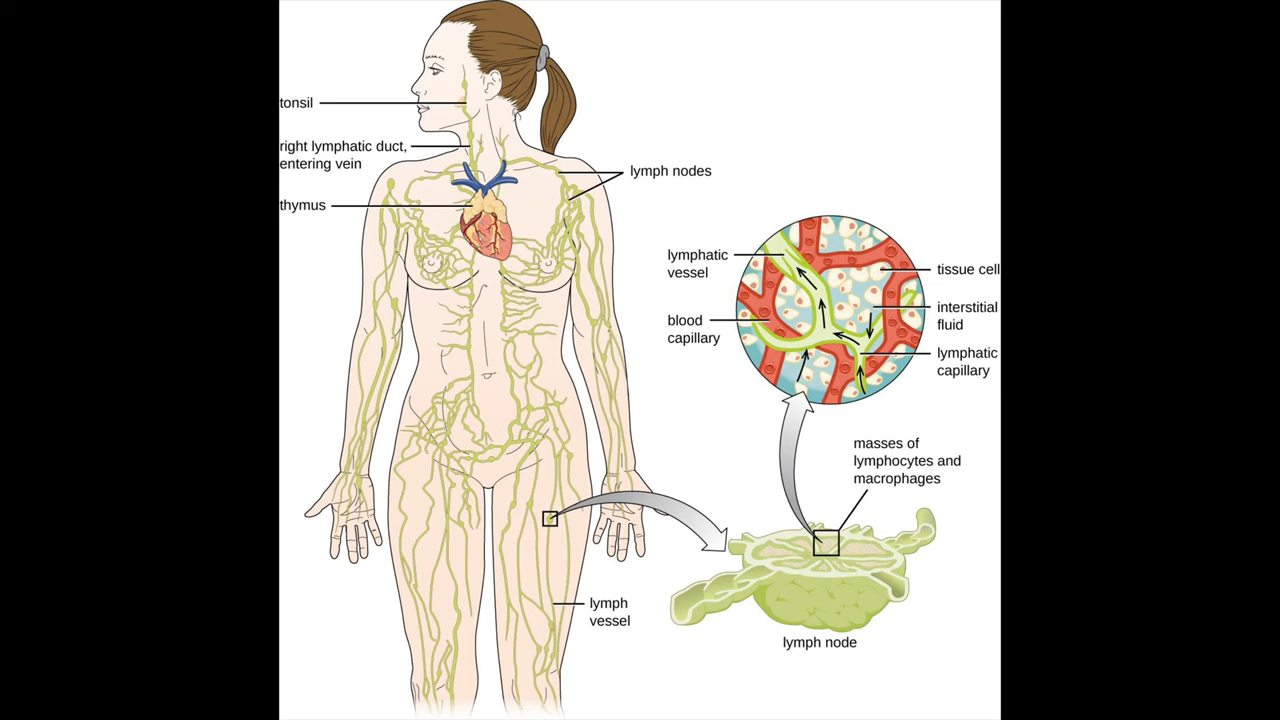 tonsil
right lymphatic duct,
entering vein
thymus
lymph nodes
lymphatic
vessel
blood
capillary
tissue cell
interstitial
fluid
lymphatic
capillary
masses of
lymphocytes and
macrophages
lymph
vessel
lymph node